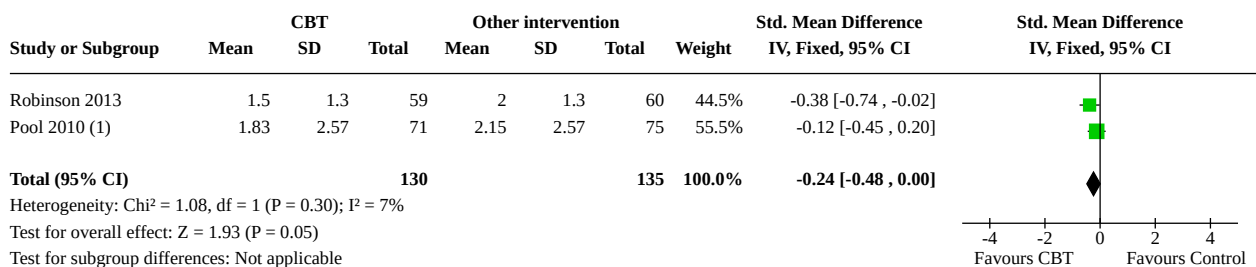 CBT Other intervention Std. Mean Difference Std. Mean Difference
Study or Subgroup Mean SD Total Mean SD Total Weight IV, Fixed, 95% CI IV, Fixed, 95% CI
Robinson 2013 1.5 1.3 59 2 1.3 60 44.5% -0.38 [-0.74 , -0.02]
Pool 2010 (1) 1.83 2.57 71 2.15 2.57 75 55.5% -0.12 [-0.45 , 0.20]
Total (95% CI) 130 135 100.0% -0.24 [-0.48 , 0.00]
Heterogeneity: Chi² = 1.08, df = 1 (P = 0.30); I² = 7%
Test for overall effect: Z = 1.93 (P = 0.05)
-4 -2 0 2 4
Test for subgroup differences: Not applicable Favours CBT Favours Control